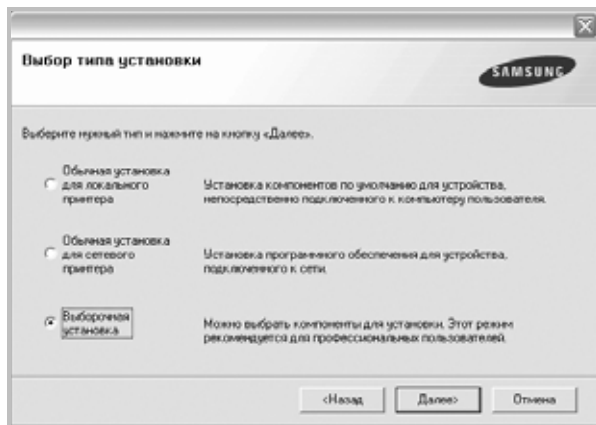 Выбор типа установки
SAMSUNG
Выберите нужный тип и нажмите на кнопку «Далее».
Обычная установка
для локального
принтера
Установка компонентов по умолчанию для устройства,
непосредственно подключенного к компьютеру пользователя.
Обычная установка
для сетевого
принтера
Установка программного обеспечения для устройства,
подключенного к сети.
Выборочная
установка
Можно выбрать компоненты для установки. Этот режим
рекомендуется для профессиональных пользователей.
<Назад
Далее>
Отмена